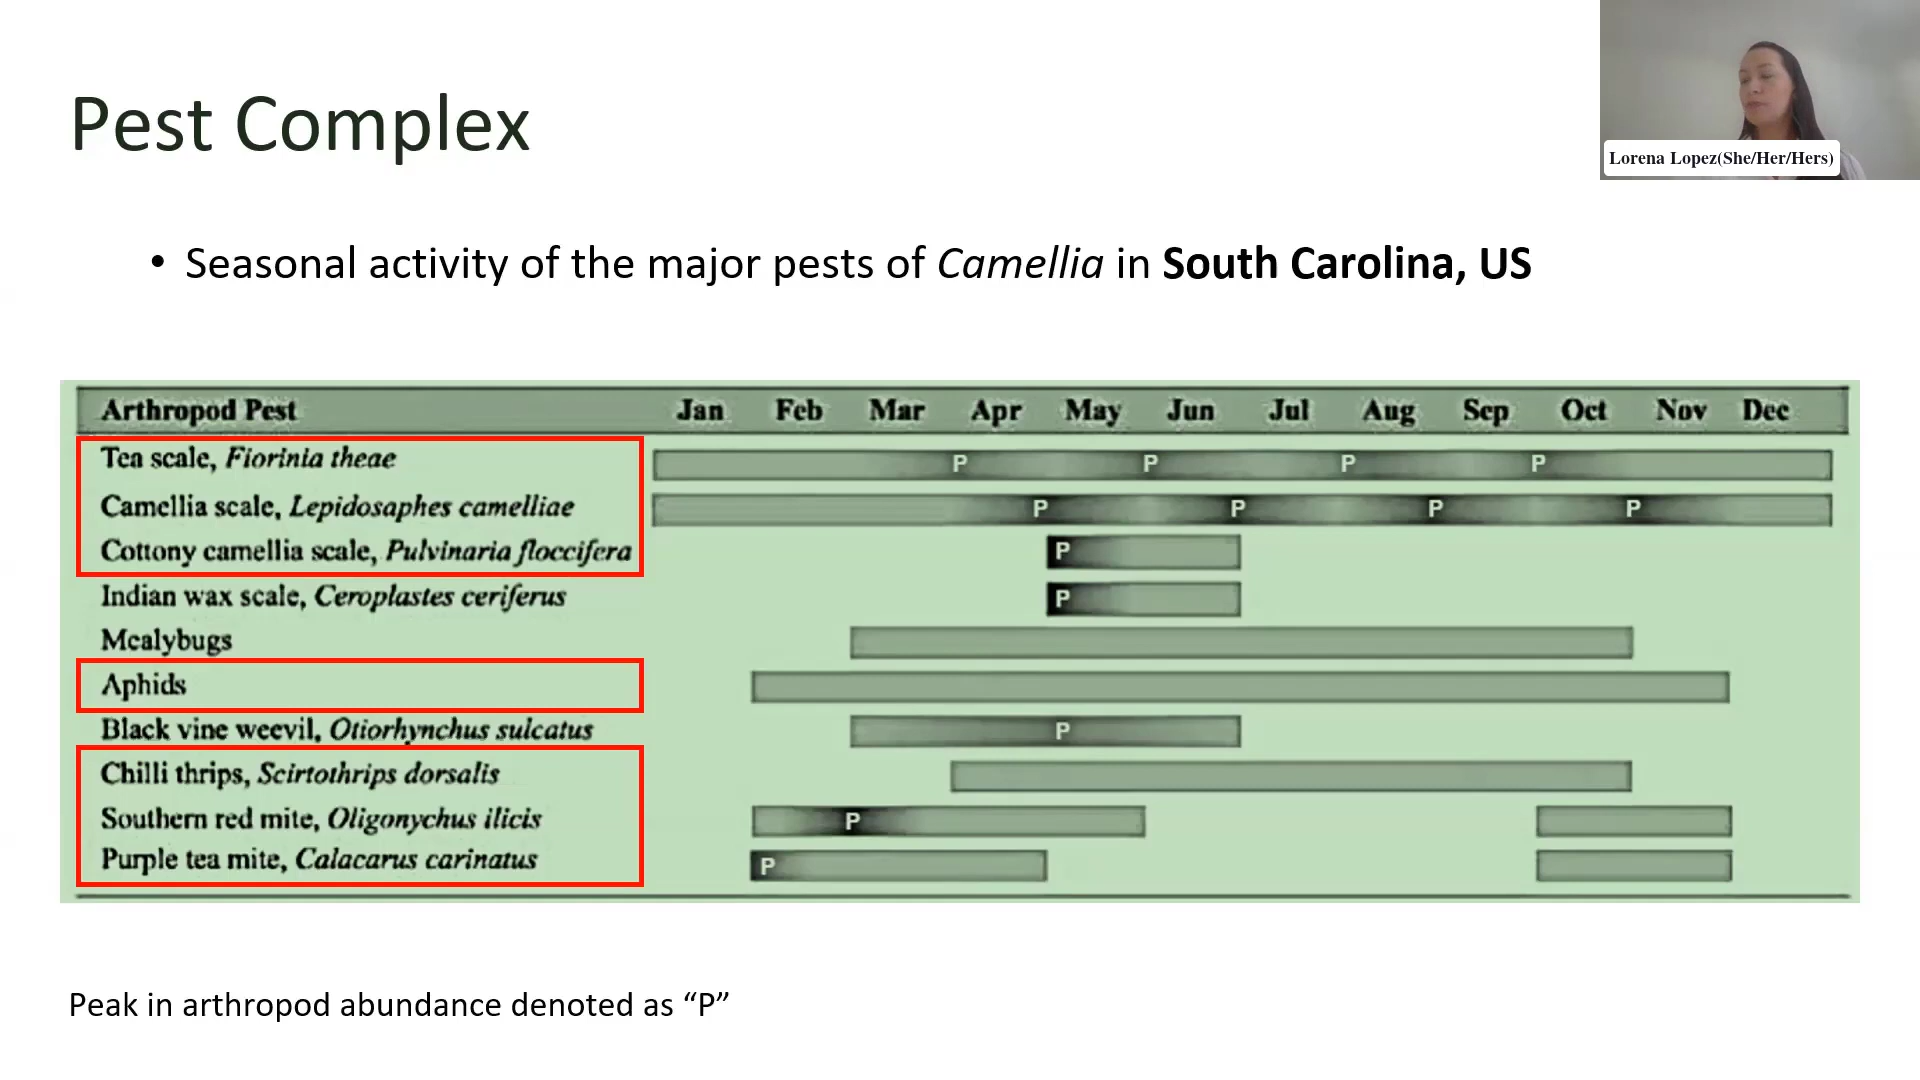 Lorena Lopez(She/Her/Hers)
Pest Complex
• Seasonal activity of the major pests of Camellia in South Carolina, US
Arthropod Pest Jan Feb Mar Apr May Jun Jul Aug Sep Oct Nov Dec
Tea scale, Fiorinia theae P P P P
Camellia scale, Lepidosaphes camelliae P P P P
Cottony camellia scale, Pulvinaria floccifera P
Indian wax scale, Ceroplastes ceriferus P
Mealybugs
Aphids
Black vine weevil, Otiorhynchus sulcatus P
Chilli thrips, Scirtothrips dorsalis
Southern red mite, Oligonychus ilicis P
Purple tea mite, Calacarus carinatus P
Peak in arthropod abundance denoted as “P”